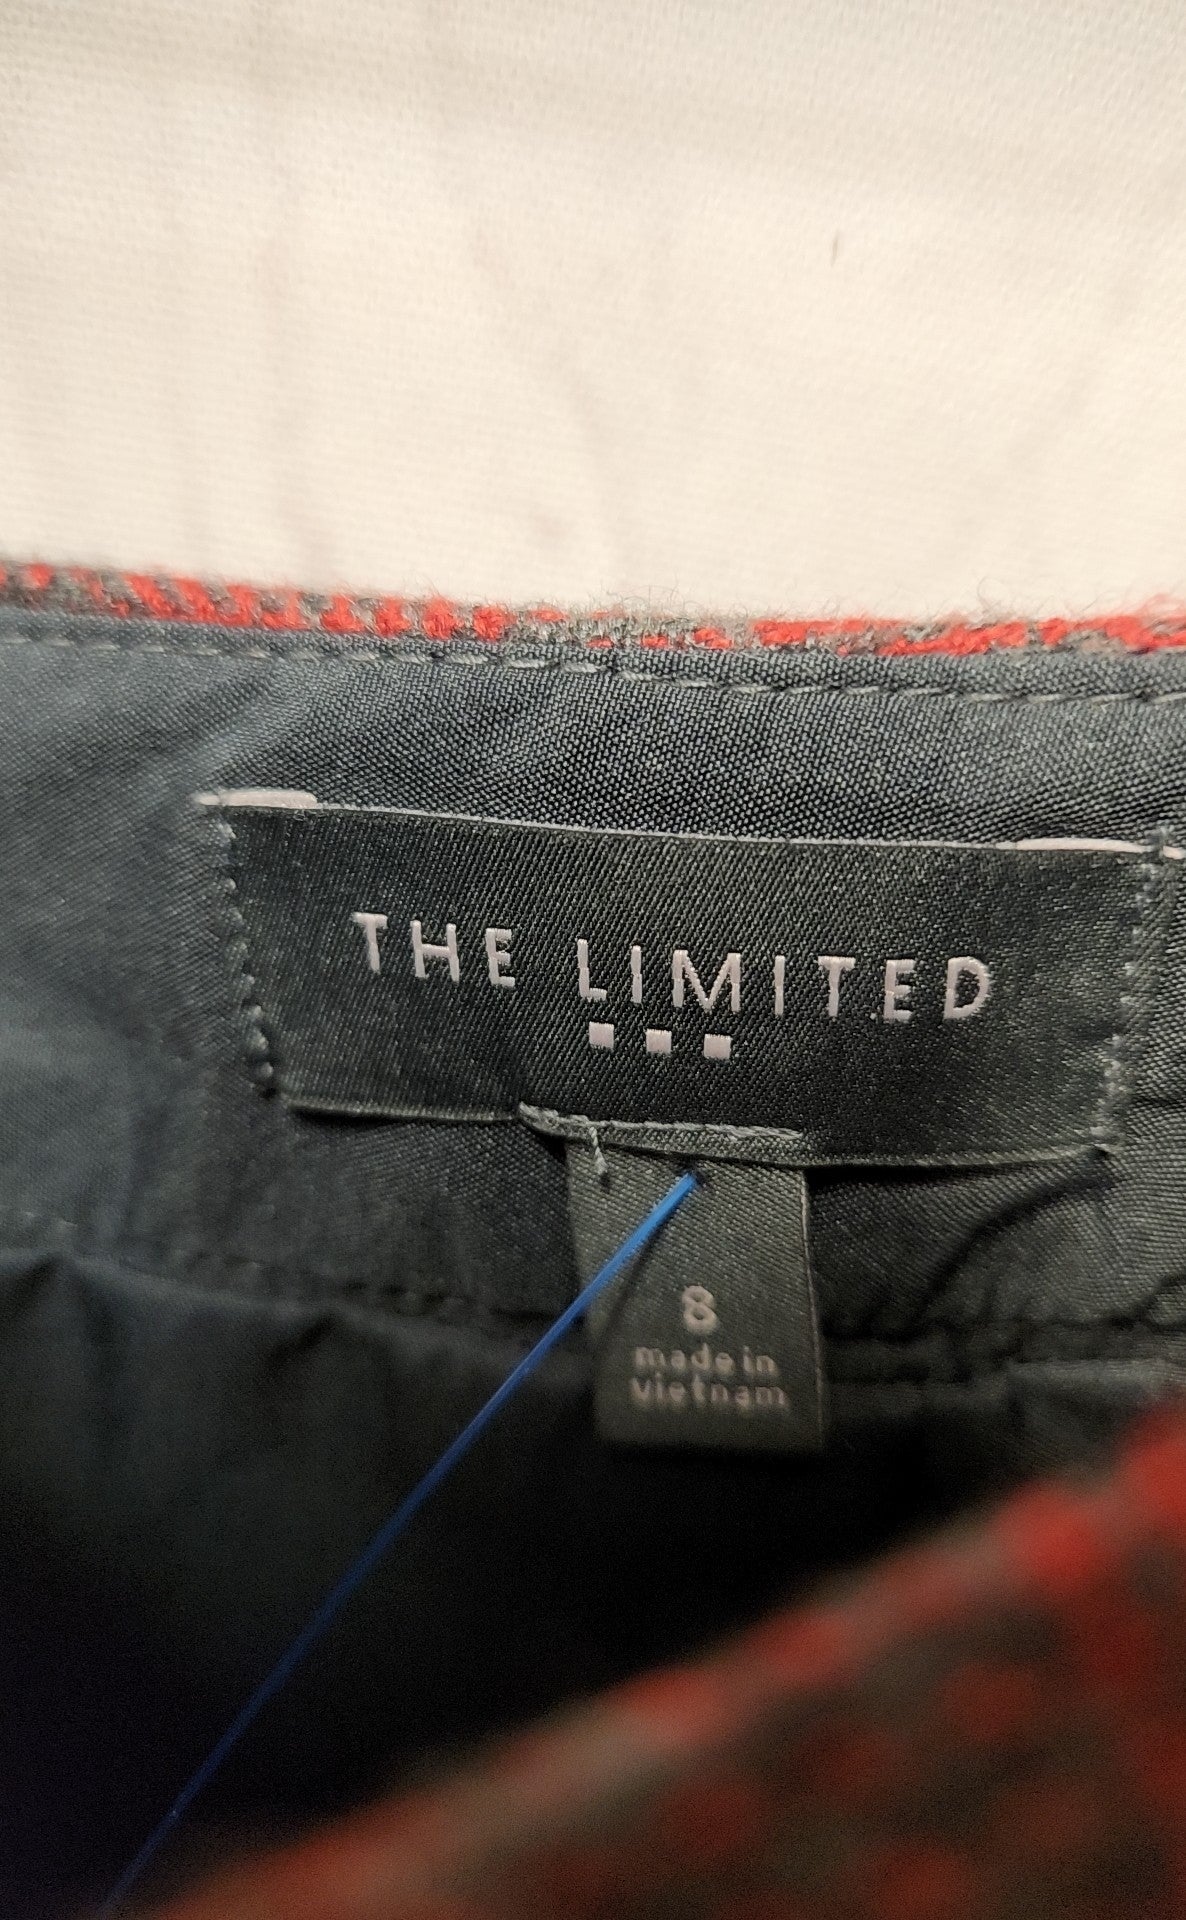 THE LIMITED
8
made in
vietnam